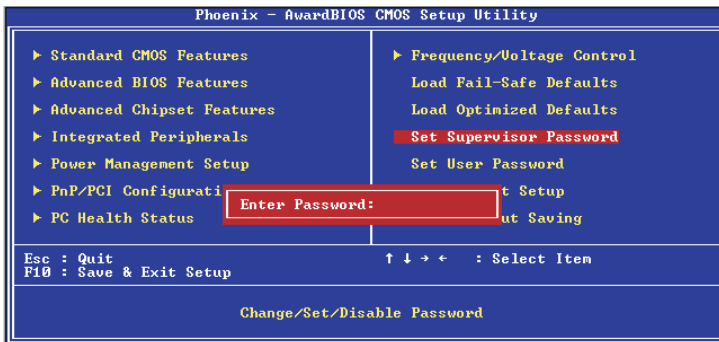 Phoenix - AwardBIOS CMOS Setup Utility
▶ Standard CMOS Features
▶ Advanced BIOS Features
▶ Advanced Chipset Features
▶ Integrated Peripherals
▶ Power Management Setup
▶ PnP/PCI Configurati
▶ PC Health Status
▶ Frequency/Voltage Control
Load Fail-Safe Defaults
Load Optimized Defaults
Set Supervisor Password
Set User Password
t Setup
ut Saving
Enter Password:
Esc : Quit
F10 : Save & Exit Setup
↑ ↓ → ← : Select Item
Change/Set/Disable Password